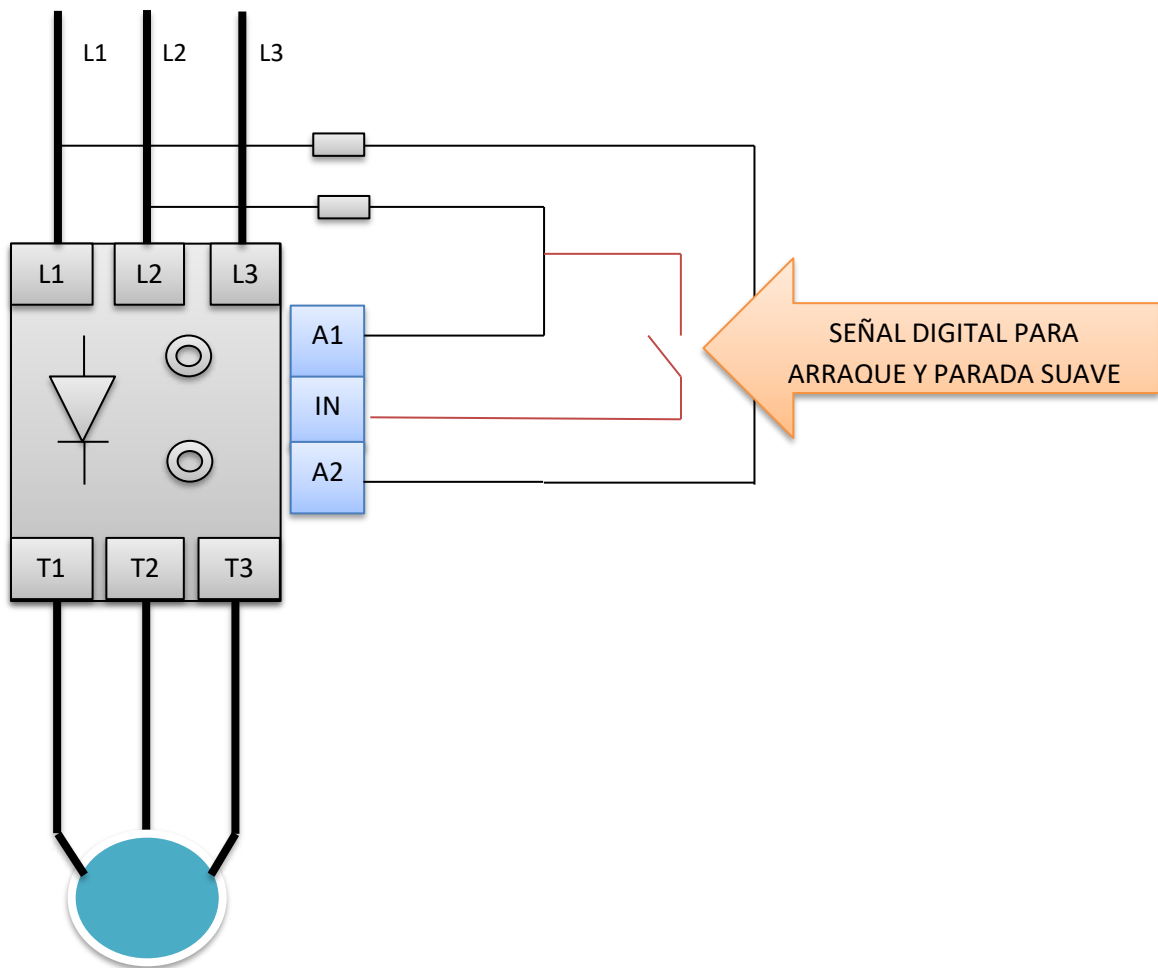 L1
L2
L3
L1
L2
L3
A1
IN
A2
SEÑAL DIGITAL PARA
ARRAQUE Y PARADA SUAVE
T1
T2
T3